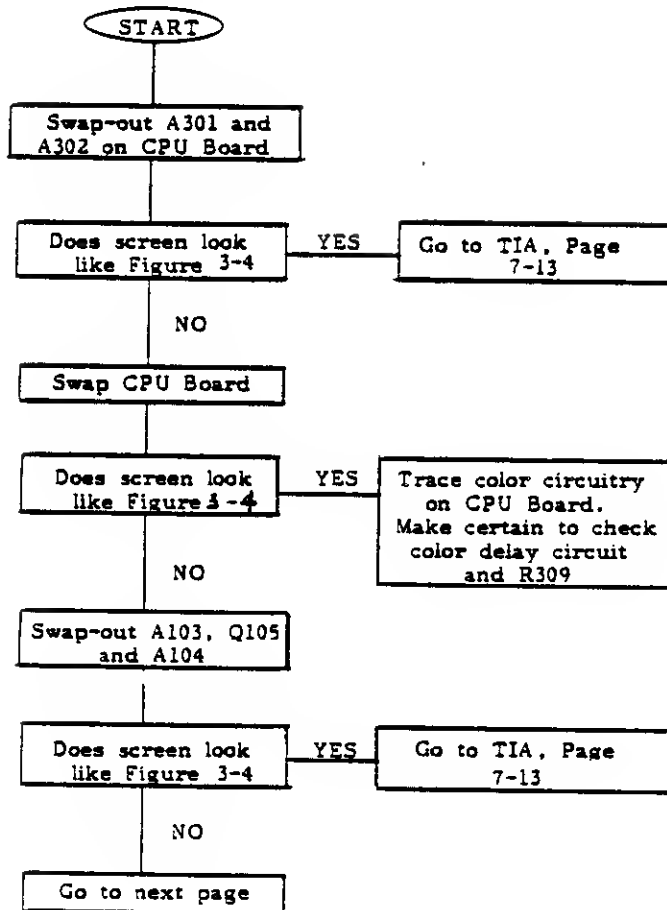 START
Swap-out A301 and
A302 on CPU Board
Does screen look
like Figure 3-4
YES
Go to TIA, Page
7-13
NO
Swap CPU Board
Does screen look
like Figure 3-4
YES
Trace color circuitry
on CPU Board.
Make certain to check
color delay circuit
and R309
NO
Swap-out A103, Q105
and A104
Does screen look
like Figure 3-4
YES
Go to TIA, Page
7-13
NO
Go to next page